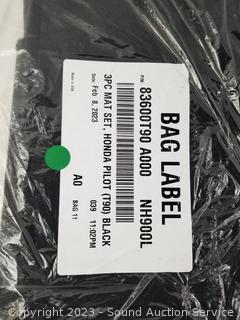 BAG LABEL
P/N: 83600T90 A000 NH900L
3PC MAT SET, HONDA PILOT (T90) BLACK
Date: Feb 8, 2023 039 11:02PM
Made in USA
A0 BAG 11
Copyright ©2023 - Sound Auction Service